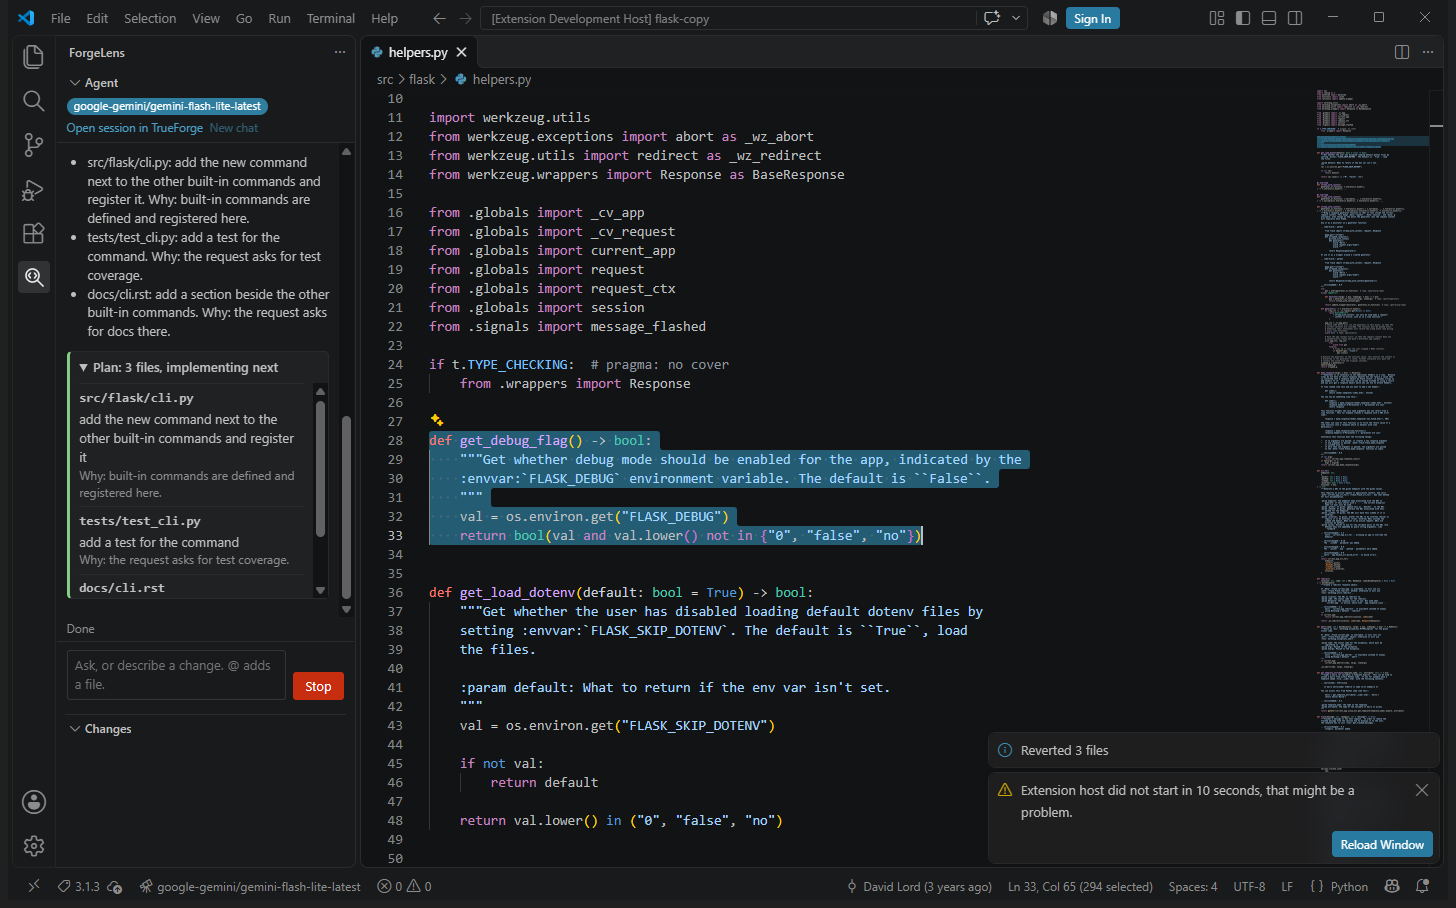 File Edit Selection View Go Run Terminal Help
[Extension Development Host] flask-copy
Sign In
ForgeLens
Agent
google-gemini/gemini-flash-lite-latest
Open session in TrueForge New chat
• src/flask/cli.py: add the new command
next to the other built-in commands and
register it. Why: built-in commands are
defined and registered here.
• tests/test_cli.py: add a test for the
command. Why: the request asks for test
coverage.
• docs/cli.rst: add a section beside the other
built-in commands. Why: the request asks
for docs there.
▼ Plan: 3 files, implementing next
src/flask/cli.py
add the new command next to the
other built-in commands and register
it
Why: built-in commands are defined and
registered here.
tests/test_cli.py
add a test for the command
Why: the request asks for test coverage.
docs/cli.rst
Done
Ask, or describe a change. @ adds
a file.
Stop
Changes
helpers.py
src > flask > helpers.py
10
11 import werkzeug.utils
12 from werkzeug.exceptions import abort as _wz_abort
13 from werkzeug.utils import redirect as _wz_redirect
14 from werkzeug.wrappers import Response as BaseResponse
15
16 from .globals import _cv_app
17 from .globals import _cv_request
18 from .globals import current_app
19 from .globals import request
20 from .globals import request_ctx
21 from .globals import session
22 from .signals import message_flashed
23
24 if t.TYPE_CHECKING:  # pragma: no cover
25     from .wrappers import Response
26
27
28 def get_debug_flag() -> bool:
29     """Get whether debug mode should be enabled for the app, indicated by the
30     :envvar:`FLASK_DEBUG` environment variable. The default is ``False``.
31     """
32     val = os.environ.get("FLASK_DEBUG")
33     return bool(val and val.lower() not in {"0", "false", "no"})
34
35
36 def get_load_dotenv(default: bool = True) -> bool:
37     """Get whether the user has disabled loading default dotenv files by
38     setting :envvar:`FLASK_SKIP_DOTENV`. The default is ``True``, load
39     the files.
40
41     :param default: What to return if the env var isn't set.
42     """
43     val = os.environ.get("FLASK_SKIP_DOTENV")
44
45     if not val:
46         return default
47
48     return val.lower() in ("0", "false", "no")
49
50
Reverted 3 files
Extension host did not start in 10 seconds, that might be a
problem.
Reload Window
3.1.3 google-gemini/gemini-flash-lite-latest 0 0 David Lord (3 years ago) Ln 33, Col 65 (294 selected) Spaces: 4 UTF-8 LF { } Python